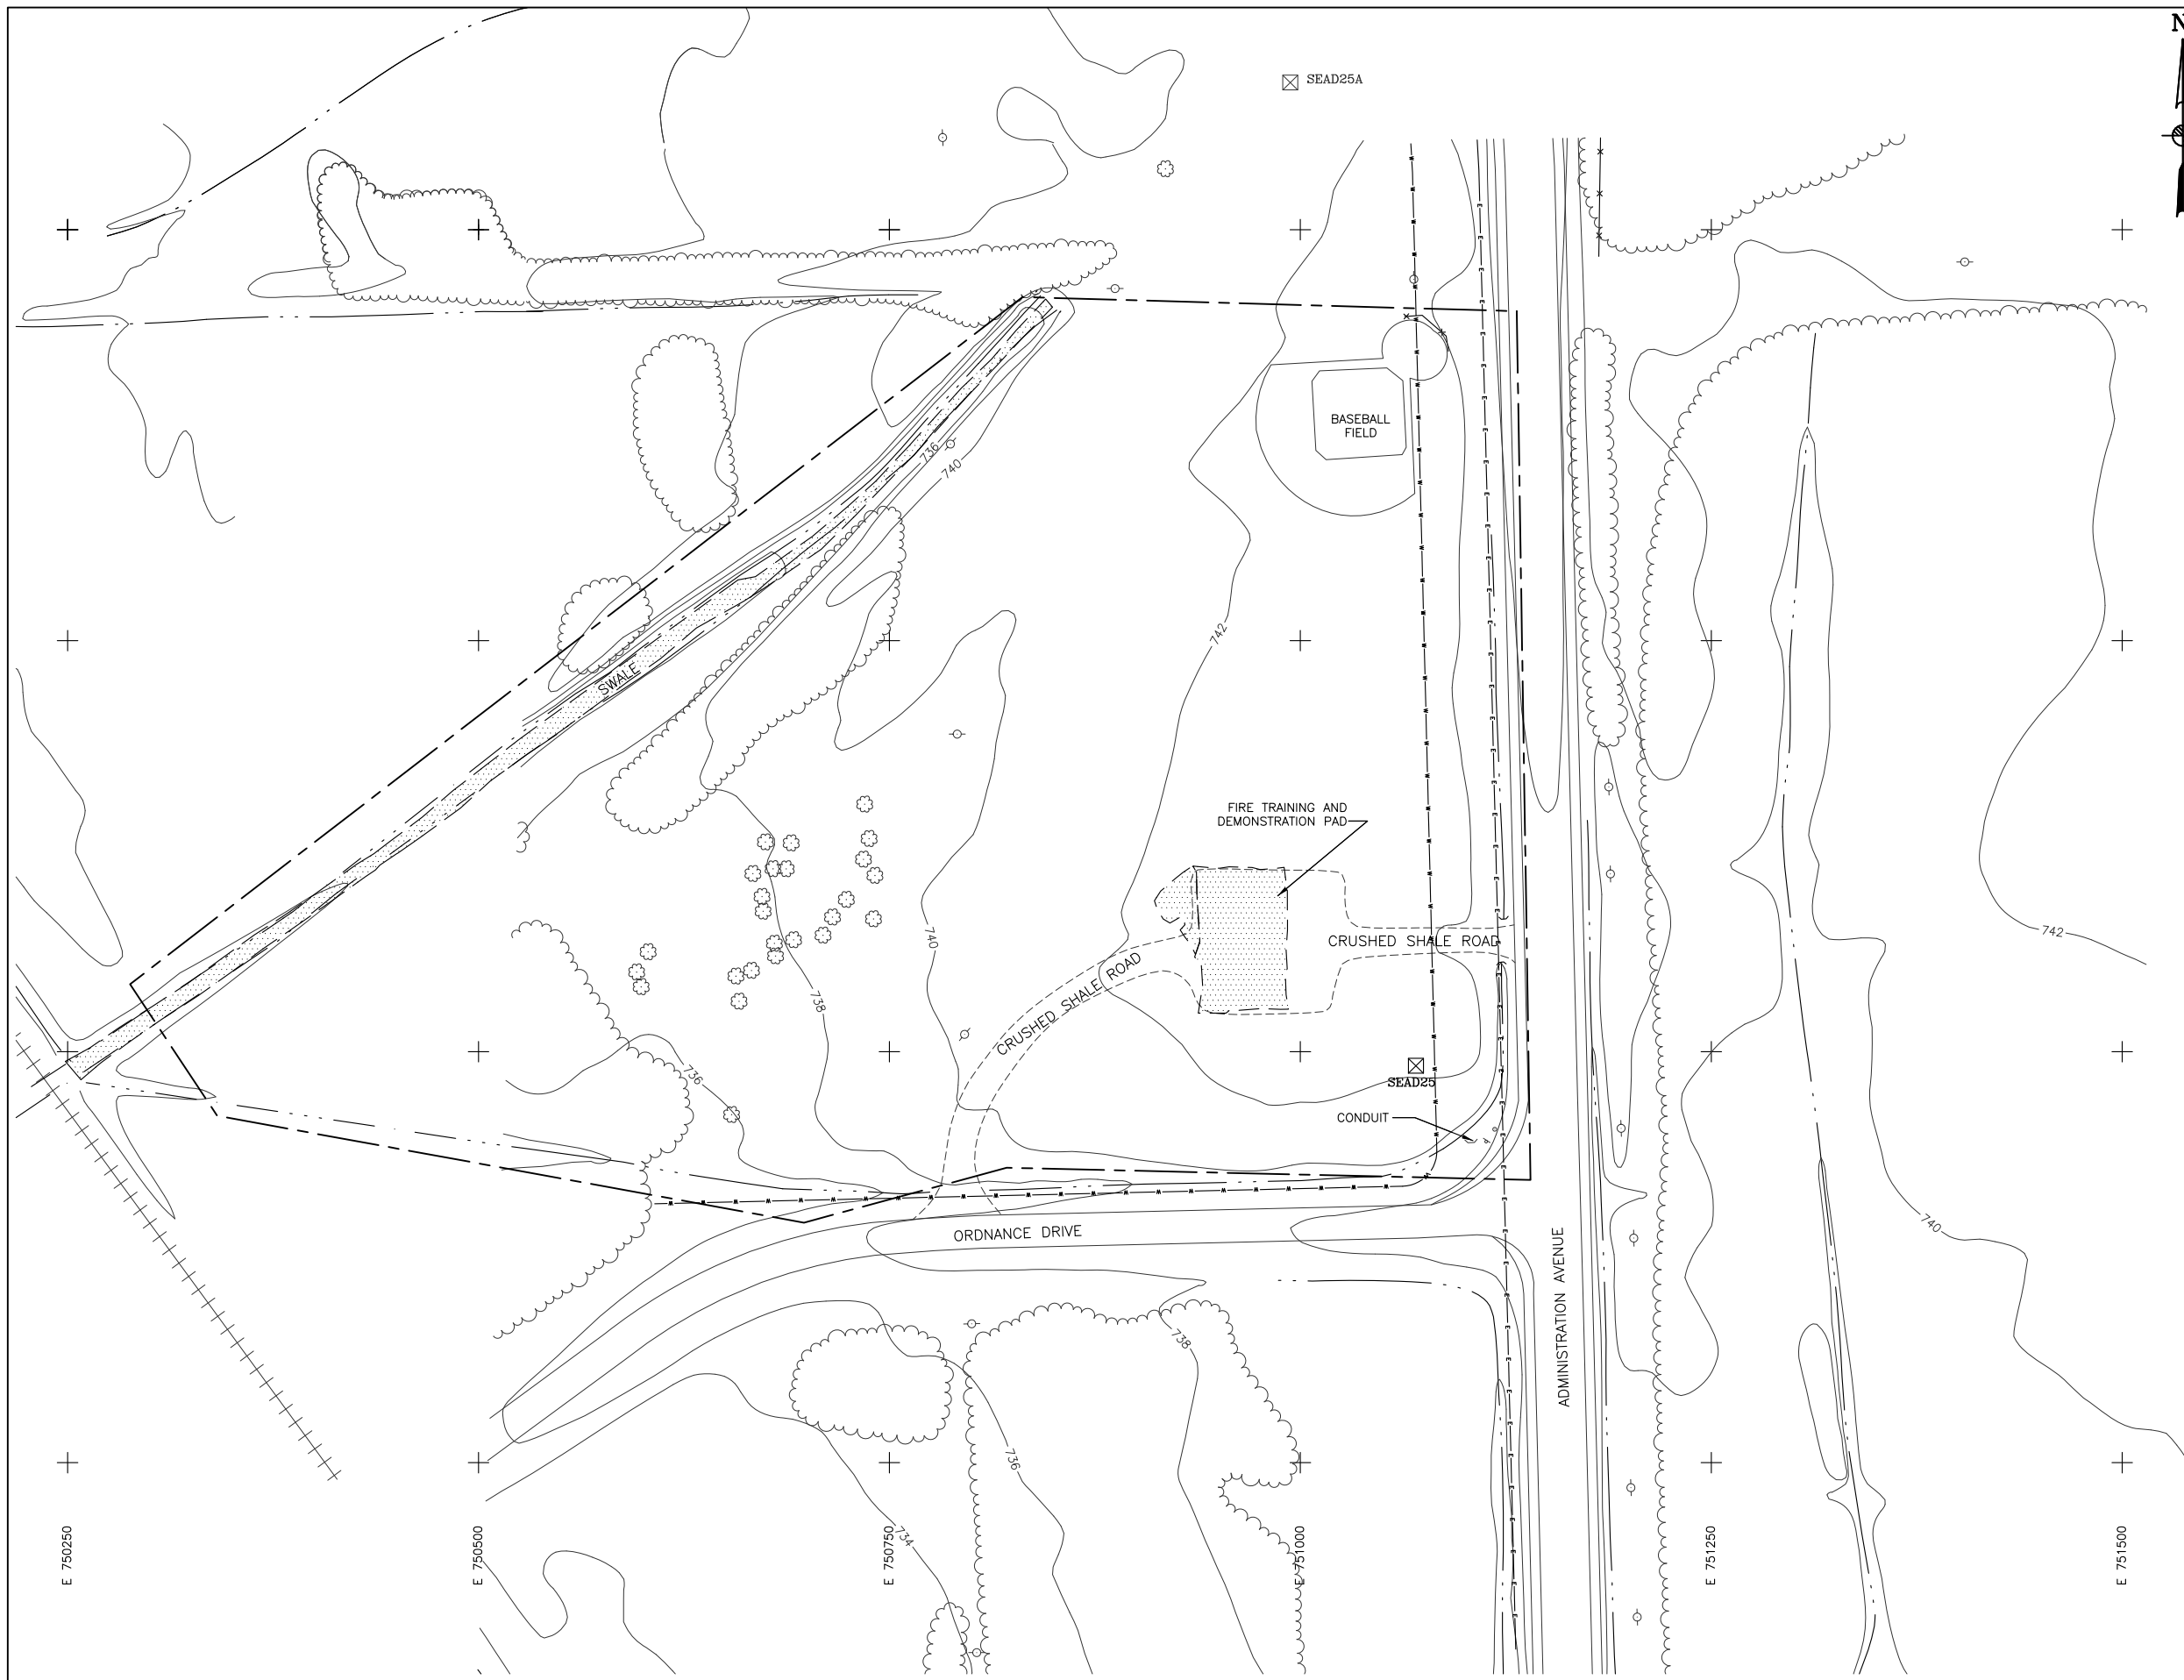 N
SEAD25A
BASEBALL
FIELD
736
740
742
SWALE
FIRE TRAINING AND
DEMONSTRATION PAD
CRUSHED SHALE ROAD
740
742
CRUSHED SHALE ROAD
738
736
SEAD25
CONDUIT
ORDNANCE DRIVE
740
ADMINISTRATION AVENUE
738
736
734
E 750250
E 750500
E 750750
E 751000
E 751250
E 751500